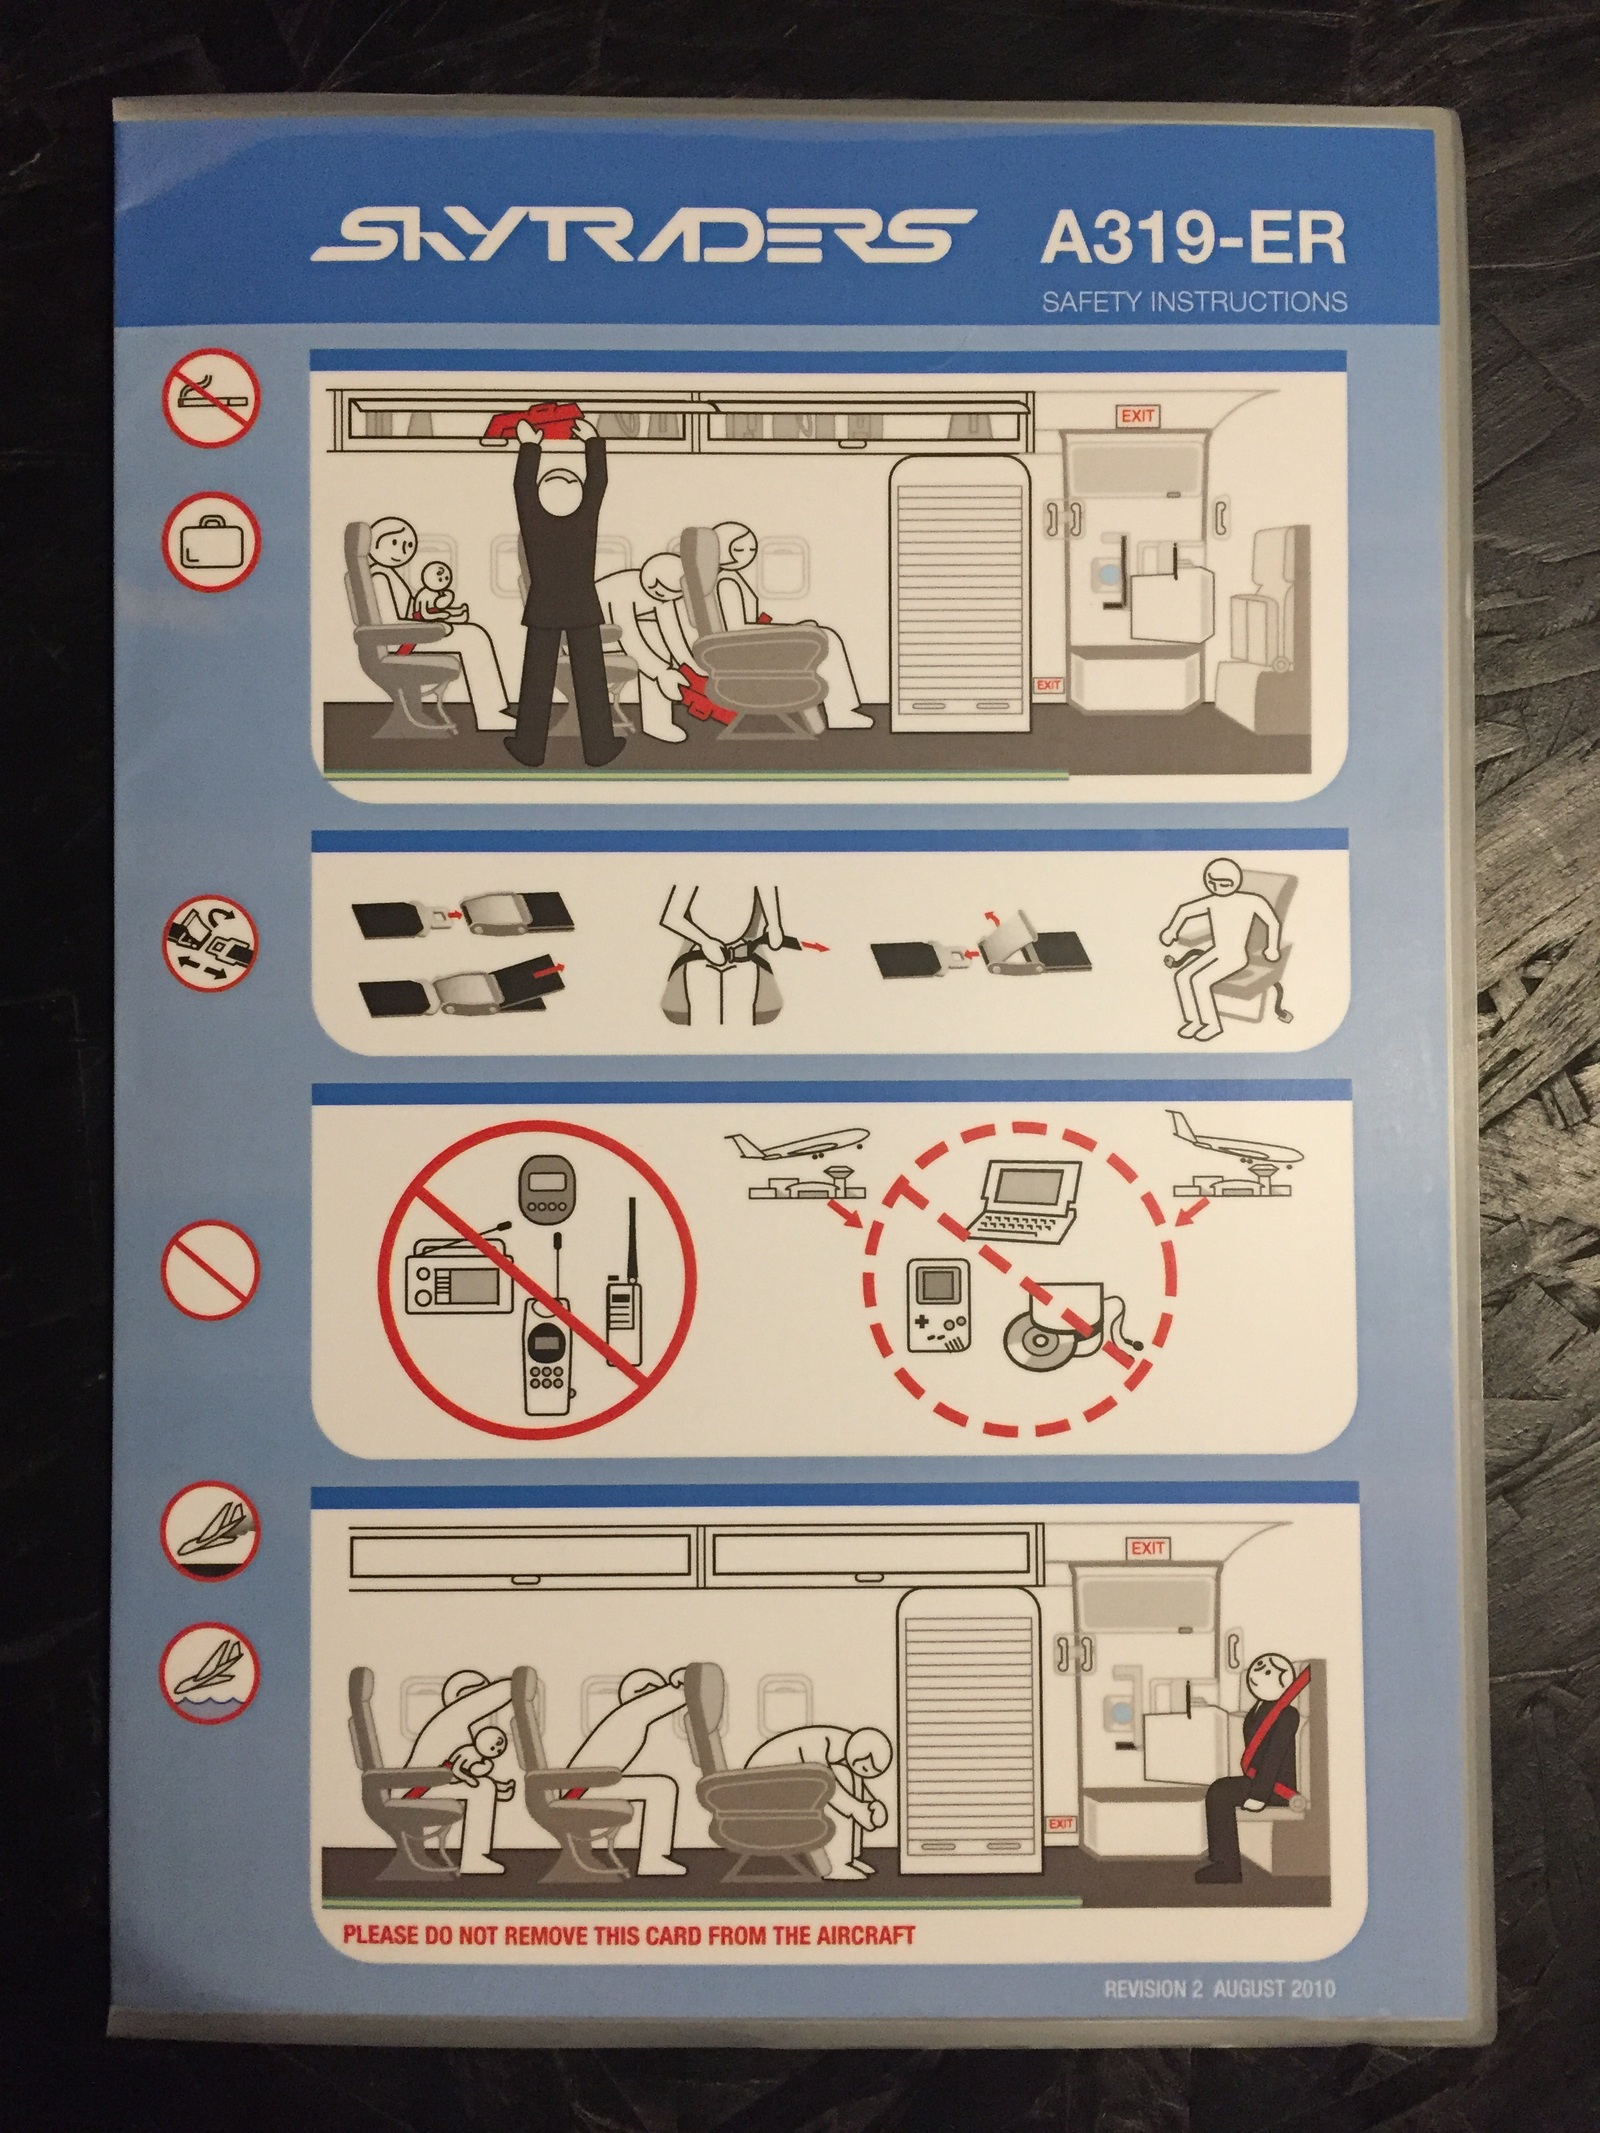 SKYTRADERS A319-ER
SAFETY INSTRUCTIONS
EXIT
EXIT
EXIT
EXIT
PLEASE DO NOT REMOVE THIS CARD FROM THE AIRCRAFT
REVISION 2 AUGUST 2010